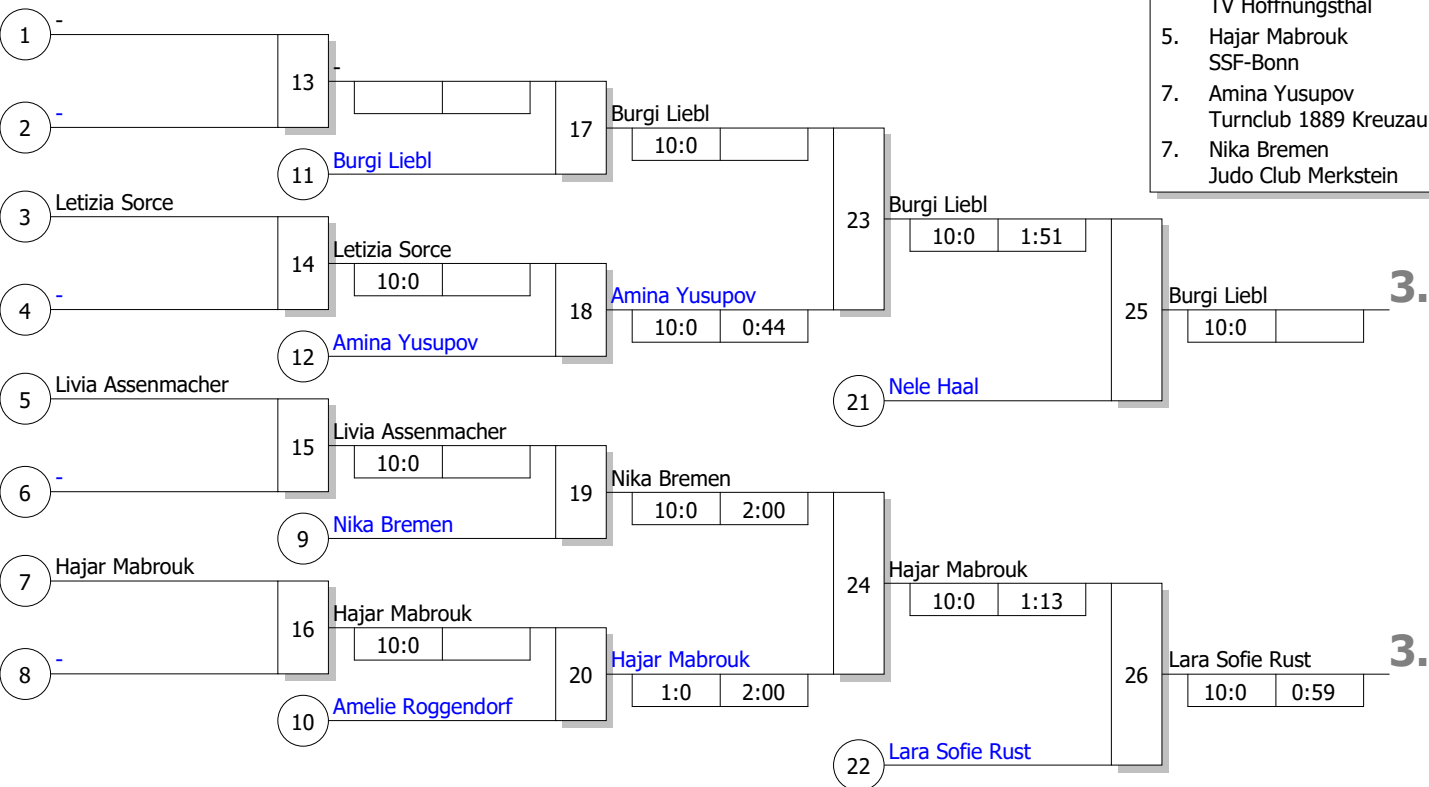 TV Hoffnungsthal
5. Hajar Mabrouk
SSF-Bonn
7. Amina Yusupov
Turnclub 1889 Kreuzau
7. Nika Bremen
Judo Club Merkstein
1 -
2 -
13 -
11 Burgi Liebl
17 Burgi Liebl
10:0
3 Letizia Sorce
4 -
14 Letizia Sorce
10:0
12 Amina Yusupov
18 Amina Yusupov
10:0 0:44
23 Burgi Liebl
10:0 1:51
21 Nele Haal
25 Burgi Liebl 3.
10:0
5 Livia Assenmacher
6 -
15 Livia Assenmacher
10:0
9 Nika Bremen
19 Nika Bremen
10:0 2:00
7 Hajar Mabrouk
8 -
16 Hajar Mabrouk
10:0
10 Amelie Roggendorf
20 Hajar Mabrouk
1:0 2:00
24 Hajar Mabrouk
10:0 1:13
22 Lara Sofie Rust
26 Lara Sofie Rust 3.
10:0 0:59